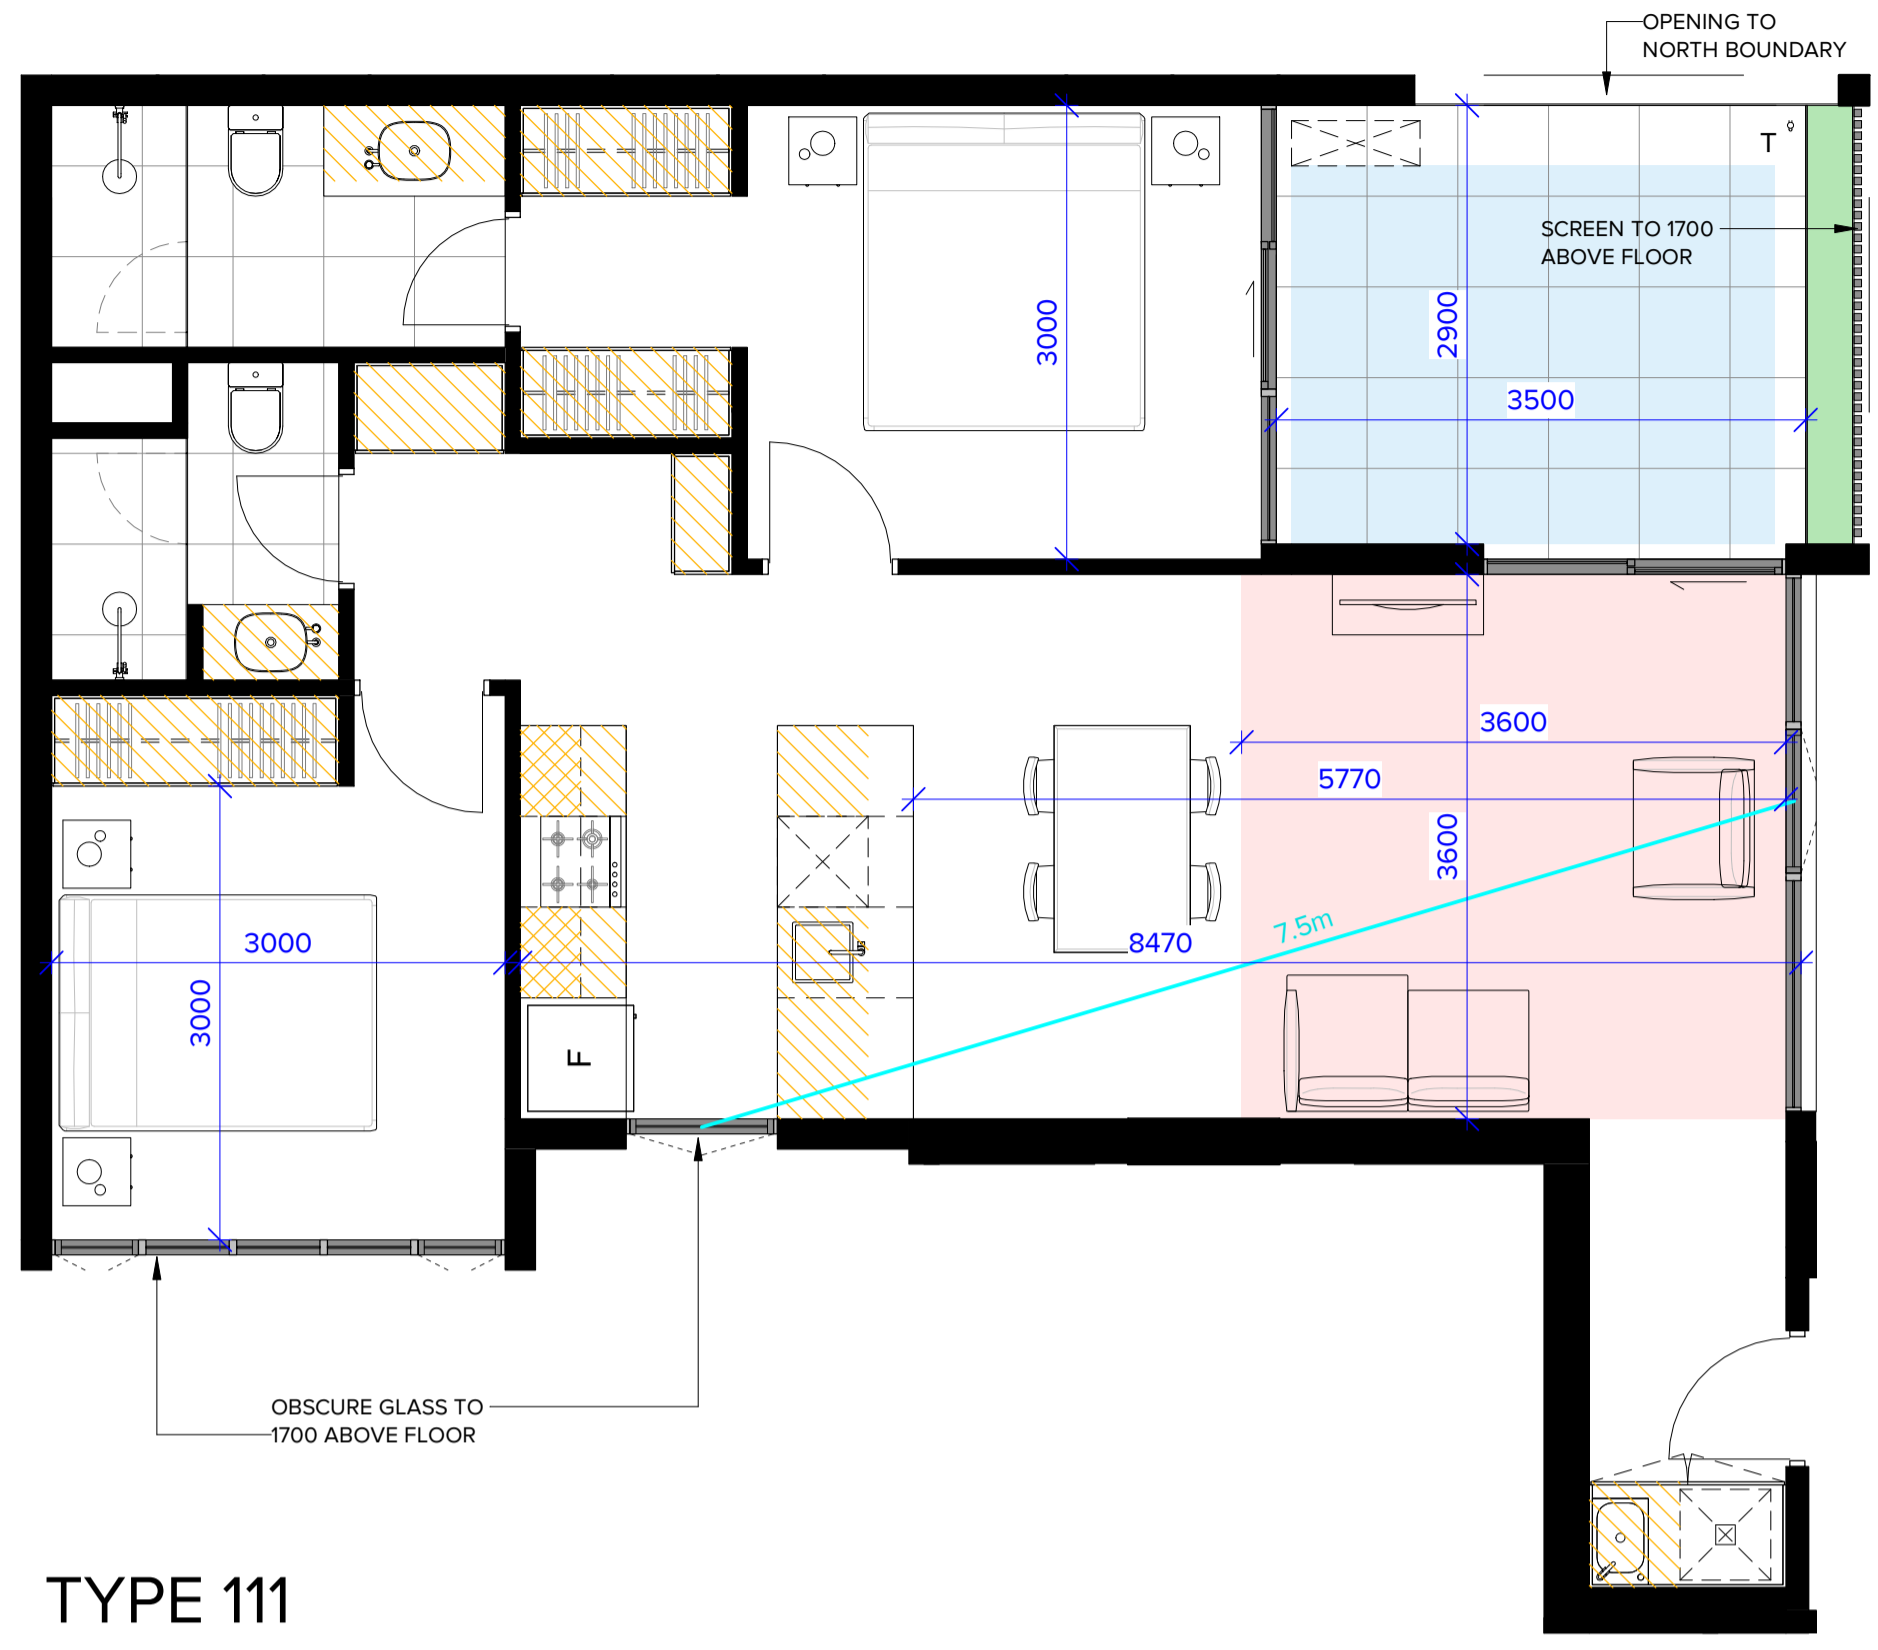 OPENING TO
NORTH BOUNDARY
T
SCREEN TO 1700
ABOVE FLOOR
3000
2900
3500
3600
5770
3600
7.5m
8470
3000
3000
F
OBSCURE GLASS TO
1700 ABOVE FLOOR
TYPE 111